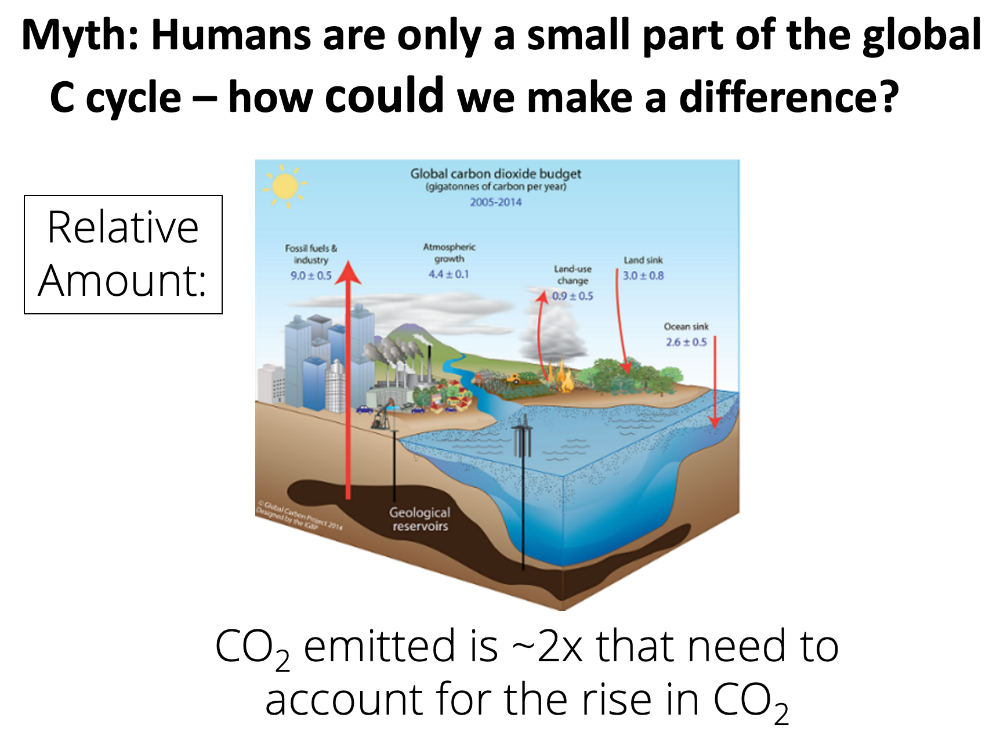 Myth: Humans are only a small part of the global
C cycle – how could we make a difference?
Relative
Amount:
Global carbon dioxide budget
(gigatonnes of carbon per year)
2005-2014
Fossil fuels &
industry
9.0 ± 0.5
Atmospheric
growth
4.4 ± 0.1
Land-use
change
0.9 ± 0.5
Land sink
3.0 ± 0.8
Ocean sink
2.6 ± 0.5
Geological
reservoirs
© Global Carbon Project 2014
Designed by the IGBP
CO₂ emitted is ~2x that need to
account for the rise in CO₂